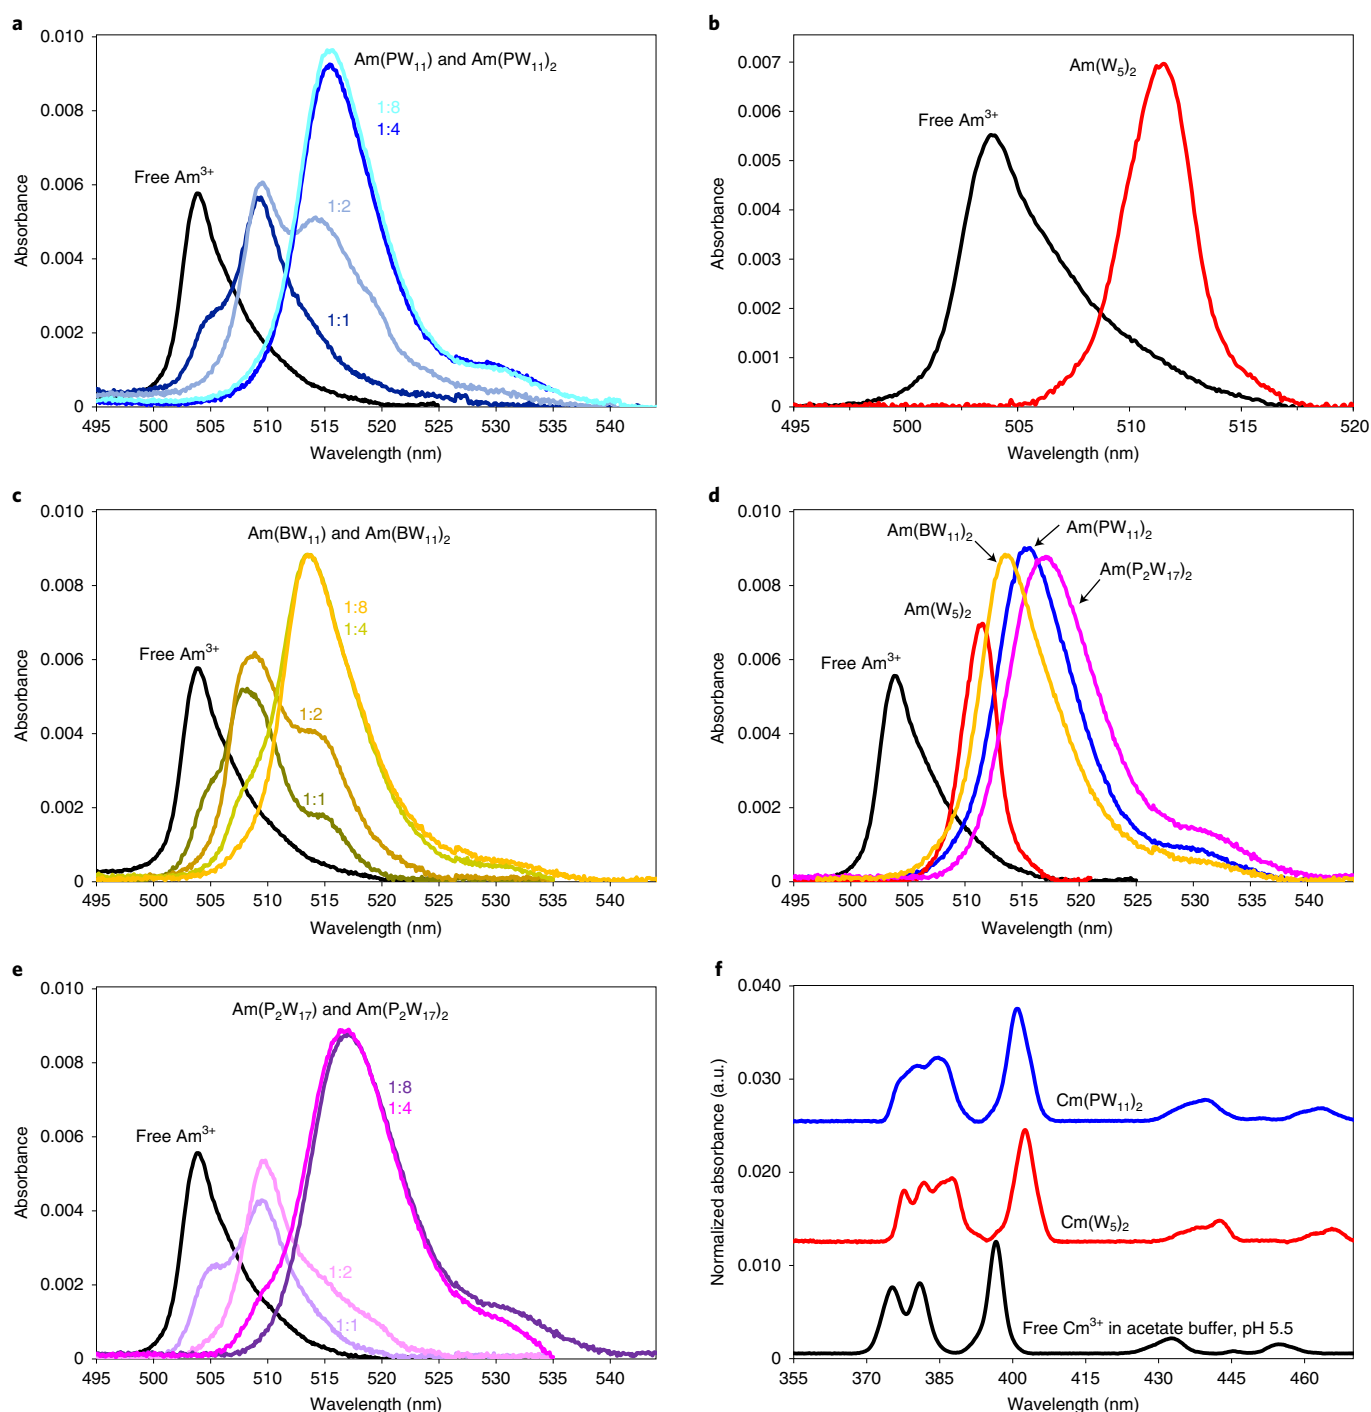 a
0.010
0.008
0.006
0.004
0.002
0
Absorbance
Am(PW₁₁) and Am(PW₁₁)₂
1:8
1:4
Free Am³⁺
1:2
1:1
495 500 505 510 515 520 525 530 535 540
Wavelength (nm)
b
0.007
0.006
0.005
0.004
0.003
0.002
0.001
0
Absorbance
Am(W₅)₂
Free Am³⁺
495 500 505 510 515 520
Wavelength (nm)
c
0.010
0.008
0.006
0.004
0.002
0
Absorbance
Am(BW₁₁) and Am(BW₁₁)₂
1:8
1:4
Free Am³⁺
1:2
1:1
495 500 505 510 515 520 525 530 535 540
Wavelength (nm)
d
0.010
0.008
0.006
0.004
0.002
0
Absorbance
Am(BW₁₁)₂
Am(PW₁₁)₂
Am(P₂W₁₇)₂
Am(W₅)₂
Free Am³⁺
495 500 505 510 515 520 525 530 535 540
Wavelength (nm)
e
0.010
0.008
0.006
0.004
0.002
0
Absorbance
Am(P₂W₁₇) and Am(P₂W₁₇)₂
1:8
1:4
Free Am³⁺
1:2
1:1
495 500 505 510 515 520 525 530 535 540
Wavelength (nm)
f
0.040
0.030
0.020
0.010
0
Normalized absorbance (a.u.)
Cm(PW₁₁)₂
Cm(W₅)₂
Free Cm³⁺ in acetate buffer, pH 5.5
355 370 385 400 415 430 445 460
Wavelength (nm)